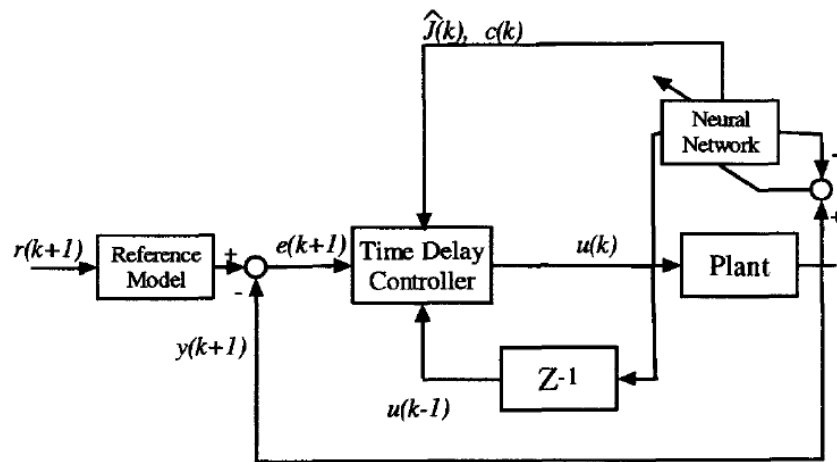 Ĵ(k), c(k)
Neural
Network
-
+
r(k+1)
Reference
Model
+
-
e(k+1)
Time Delay
Controller
u(k)
Plant
y(k+1)
u(k-1)
Z-1